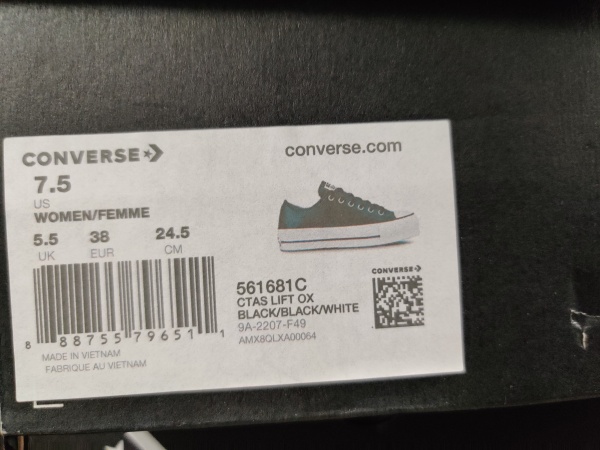 CONVERSE
converse.com
7.5
US
WOMEN/FEMME
5.5 38 24.5
UK EUR CM
561681C
CTAS LIFT OX
BLACK/BLACK/WHITE
9A-2207-F49
AMX8QLXA00064
CONVERSE
8 88755 79651 1
MADE IN VIETNAM
FABRIQUE AU VIETNAM